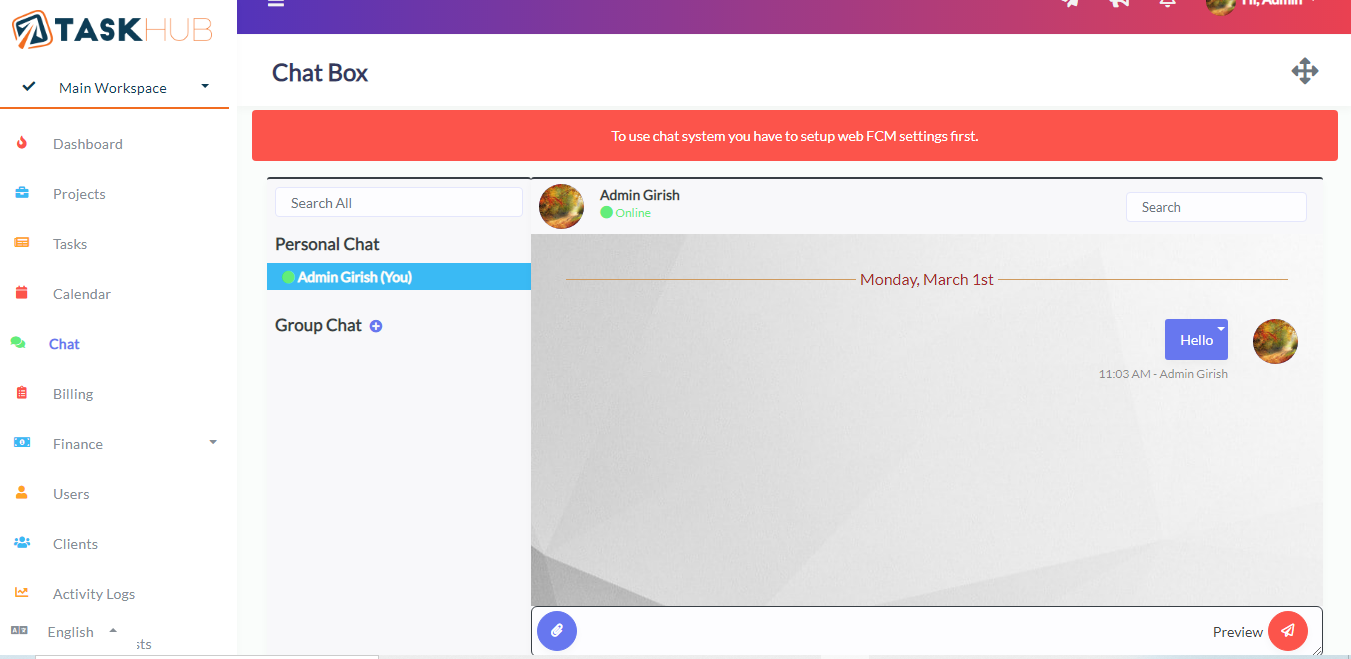 TASKHUB
Main Workspace
Dashboard
Projects
Tasks
Calendar
Chat
Billing
Finance
Users
Clients
Activity Logs
English
sts
Hi, Admin
Chat Box
To use chat system you have to setup web FCM settings first.
Search All
Personal Chat
Admin Girish (You)
Group Chat
Admin Girish
Online
Search
Monday, March 1st
Hello
11:03 AM - Admin Girish
Preview